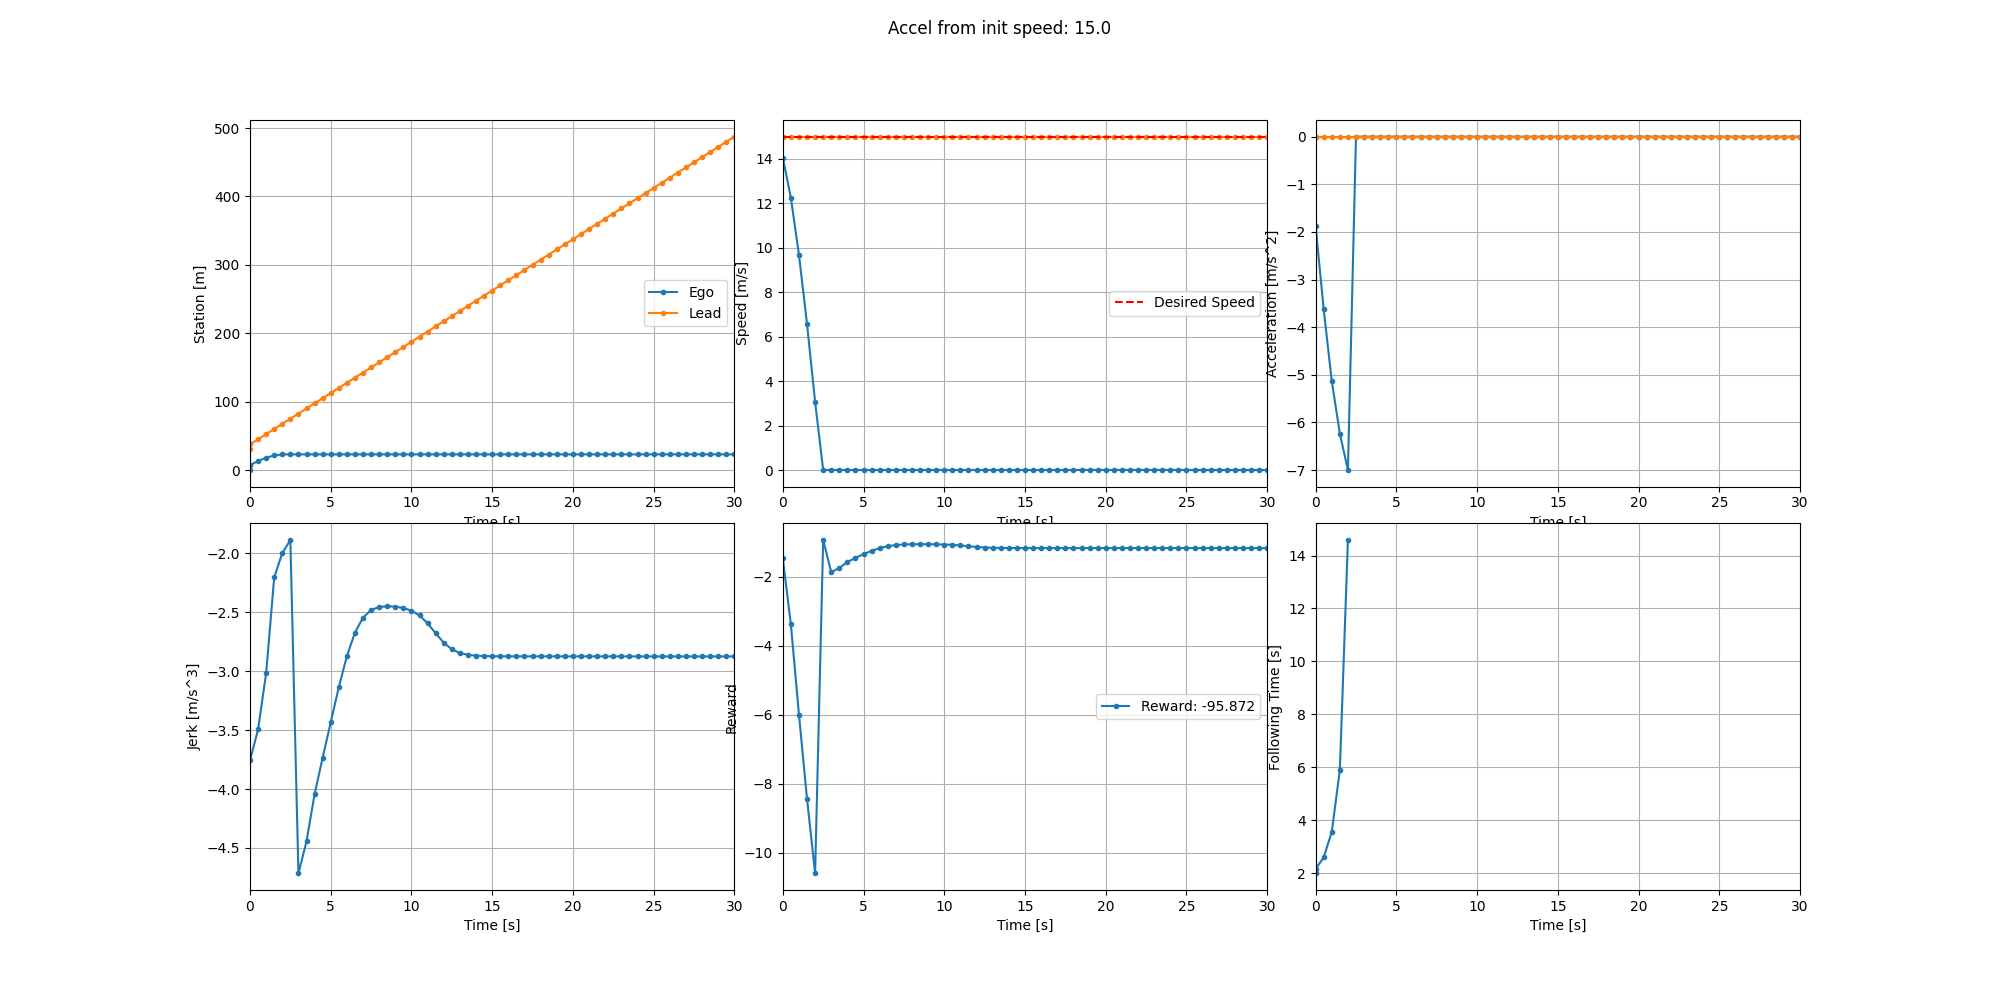 Accel from init speed: 15.0
Station [m]
500
400
300
200
100
0
Ego
Lead
0 5 10 15 20 25 30
Time [s]
Speed [m/s]
14
12
10
8
6
4
2
0
Desired Speed
0 5 10 15 20 25 30
Time [s]
Acceleration [m/s^2]
0
−1
−2
−3
−4
−5
−6
−7
0 5 10 15 20 25 30
Time [s]
Jerk [m/s^3]
−2.0
−2.5
−3.0
−3.5
−4.0
−4.5
0 5 10 15 20 25 30
Time [s]
Reward
−2
−4
−6
−8
−10
Reward: -95.872
0 5 10 15 20 25 30
Time [s]
Following Time [s]
14
12
10
8
6
4
2
0 5 10 15 20 25 30
Time [s]